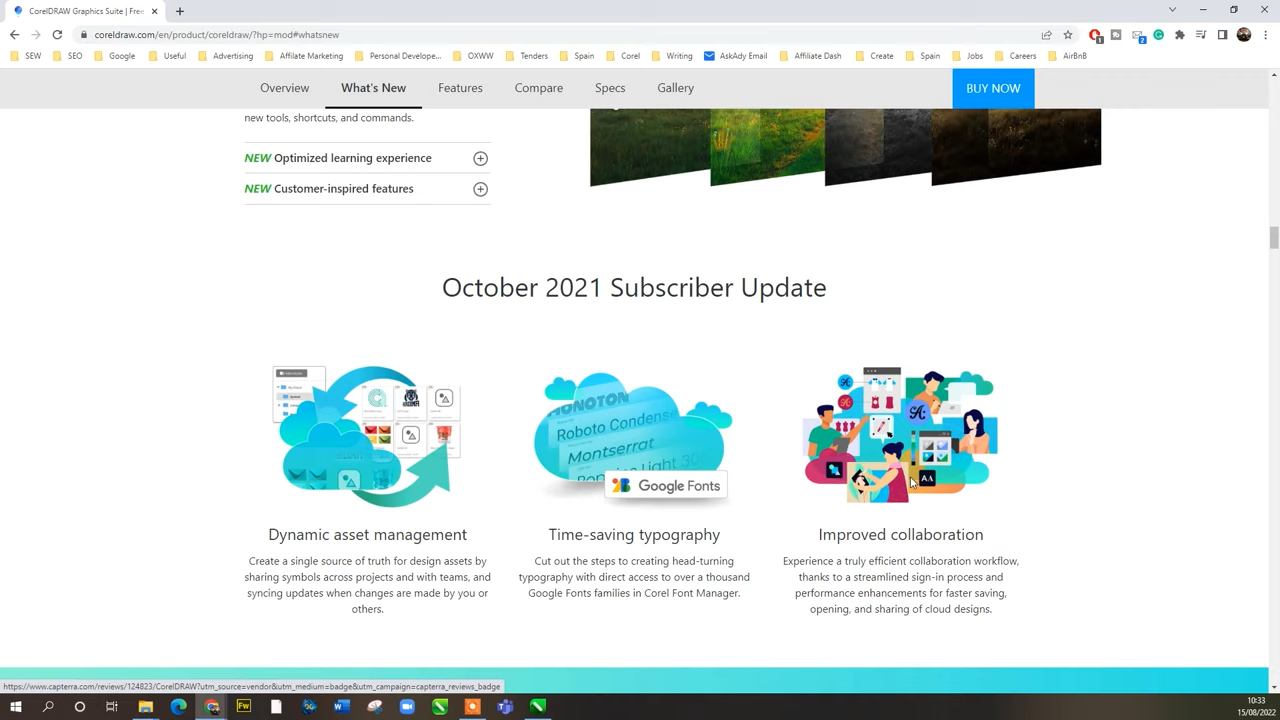 CorelDRAW Graphics Suite | Free
coreldraw.com/en/product/coreldraw/?hp=mod#whatsnew
SEW SEO Google Useful Advertising Affilate Marketing Personal Develope... OXWW Tenders Spain Corel Writing AskAdy Email Affiliate Dash Create Spain Jobs Careers AirBnB
Overview What's New Features Compare Specs Gallery BUY NOW
new tools, shortcuts, and commands.
NEW Optimized learning experience
NEW Customer-inspired features
October 2021 Subscriber Update
MONOTON
Roboto Condense
Montserrat
Light 300
Google Fonts
Dynamic asset management
Create a single source of truth for design assets by
sharing symbols across projects and with teams, and
syncing updates when changes are made by you or
others.
Time-saving typography
Cut out the steps to creating head-turning
typography with direct access to over a thousand
Google Fonts families in Corel Font Manager.
Improved collaboration
Experience a truly efficient collaboration workflow,
thanks to a streamlined sign-in process and
performance enhancements for faster saving,
opening, and sharing of cloud designs.
https://www.capterra.com/reviews/124823/CorelDRAW?utm_source=vendor&utm_medium=badge&utm_campaign=capterra_reviews_badge
Fw
10:33
15/08/2022